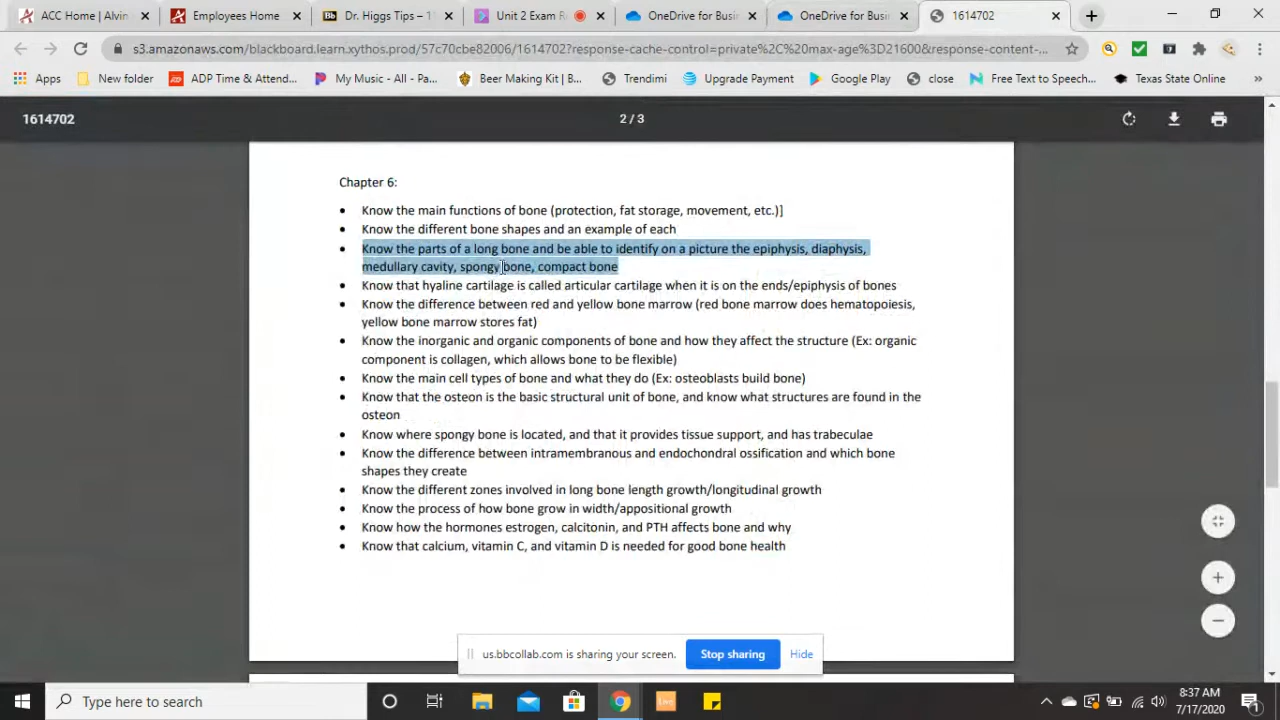 ACC Home | Alvin
Employees Home
Dr. Higgs Tips – 1
Unit 2 Exam R
OneDrive for Busi
OneDrive for Busi
1614702
s3.amazonaws.com/blackboard.learn.xythos.prod/57c70cbe82006/1614702?response-cache-control=private%2C%20max-age%3D21600&response-content-...
Apps
New folder
ADP Time & Attend...
My Music - All - Pa...
Beer Making Kit | B...
Trendimi
Upgrade Payment
Google Play
close
Free Text to Speech...
Texas State Online
1614702
2 / 3
Chapter 6:
• Know the main functions of bone (protection, fat storage, movement, etc.)]
• Know the different bone shapes and an example of each
• Know the parts of a long bone and be able to identify on a picture the epiphysis, diaphysis,
medullary cavity, spongy bone, compact bone
• Know that hyaline cartilage is called articular cartilage when it is on the ends/epiphysis of bones
• Know the difference between red and yellow bone marrow (red bone marrow does hematopoiesis,
yellow bone marrow stores fat)
• Know the inorganic and organic components of bone and how they affect the structure (Ex: organic
component is collagen, which allows bone to be flexible)
• Know the main cell types of bone and what they do (Ex: osteoblasts build bone)
• Know that the osteon is the basic structural unit of bone, and know what structures are found in the
osteon
• Know where spongy bone is located, and that it provides tissue support, and has trabeculae
• Know the difference between intramembranous and endochondral ossification and which bone
shapes they create
• Know the different zones involved in long bone length growth/longitudinal growth
• Know the process of how bone grow in width/appositional growth
• Know how the hormones estrogen, calcitonin, and PTH affects bone and why
• Know that calcium, vitamin C, and vitamin D is needed for good bone health
us.bbcollab.com is sharing your screen.
Stop sharing
Hide
Type here to search
8:37 AM
7/17/2020